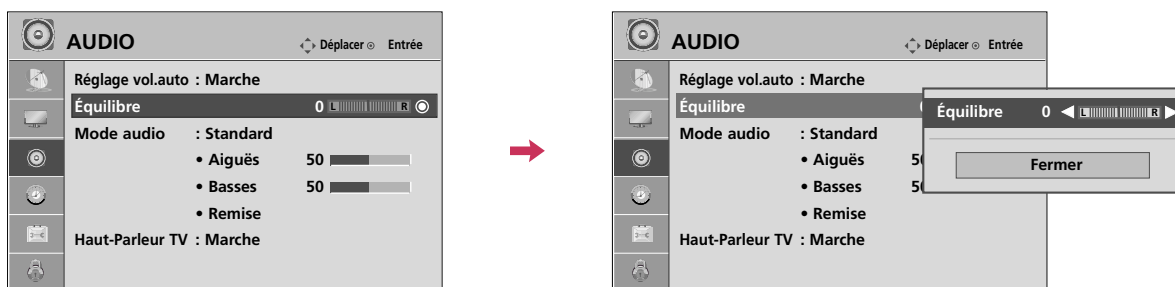 AUDIO
Déplacer Entrée
Réglage vol.auto : Marche
Équilibre 0 L R
Mode audio : Standard
• Aiguës 50
• Basses 50
• Remise
Haut-Parleur TV : Marche
AUDIO
Déplacer Entrée
Réglage vol.auto : Marche
Équilibre
Mode audio : Standard
• Aiguës 5
• Basses 5
• Remise
Haut-Parleur TV : Marche
Équilibre 0 L R
Fermer